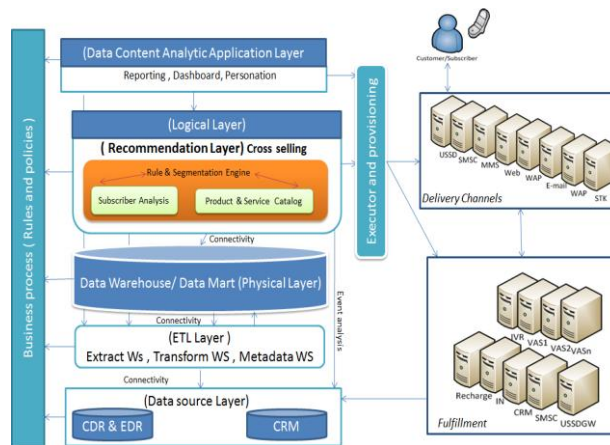 Business process ( Rules and policies)
(Data Content Analytic Application Layer
Reporting , Dashboard, Personation
(Logical Layer)
( Recommendation Layer) Cross selling
Rule & Segmentation Engine
Subscriber Analysis
Product & Service Catalog
Connectivity
Data Warehouse/ Data Mart (Physical Layer)
Connectivity
(ETL Layer)
Extract Ws , Transform WS , Metadata WS
Connectivity
(Data source Layer)
CDR & EDR
CRM
Event analysis
Executor and provisioning
Customer/Subscriber
USSD
SMSC
MMS
Web
WAP
E-mail
WAP
STK
Delivery Channels
IVR
VAS1
VAS2
VASn
Recharge
IN
CRM
SMSC
USSDGW
Fulfillment